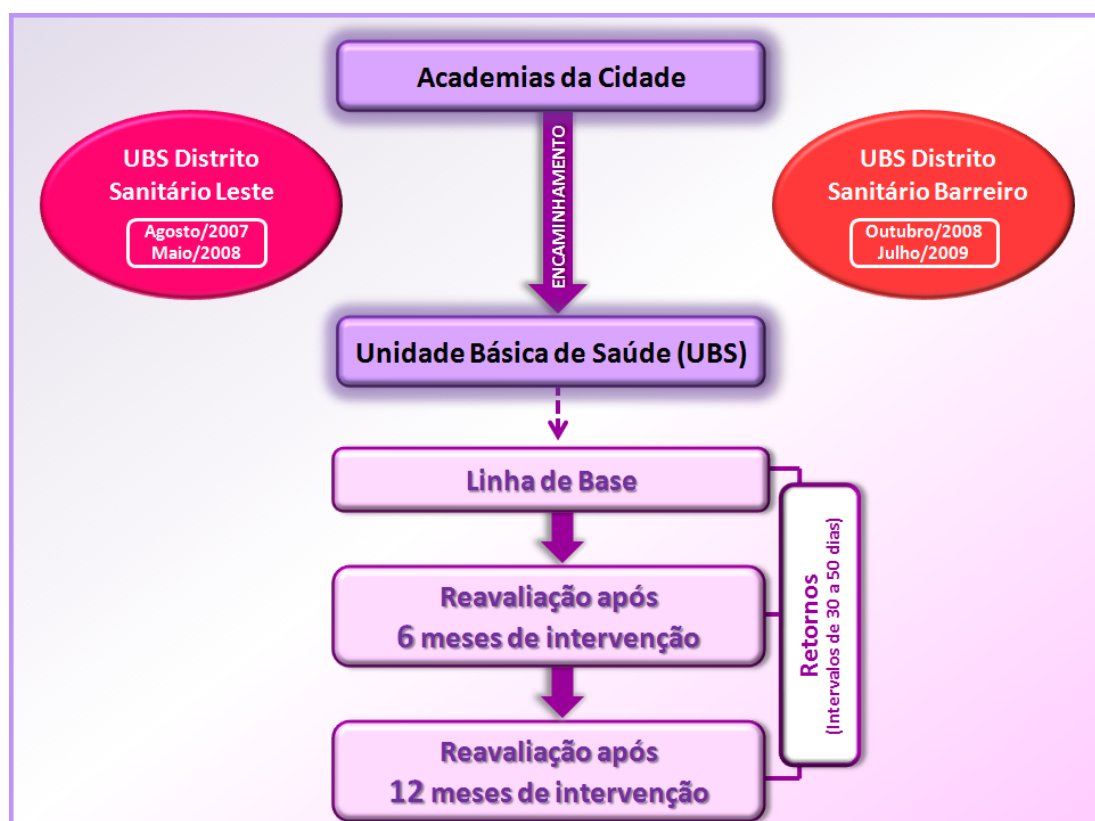 Academias da Cidade
UBS Distrito
Sanitário Leste
Agosto/2007
Maio/2008
ENCAMINHAMENTO
UBS Distrito
Sanitário Barreiro
Outubro/2008
Julho/2009
Unidade Básica de Saúde (UBS)
Linha de Base
Reavaliação após
6 meses de intervenção
Retornos
(Intervalos de 30 a 50 dias)
Reavaliação após
12 meses de intervenção